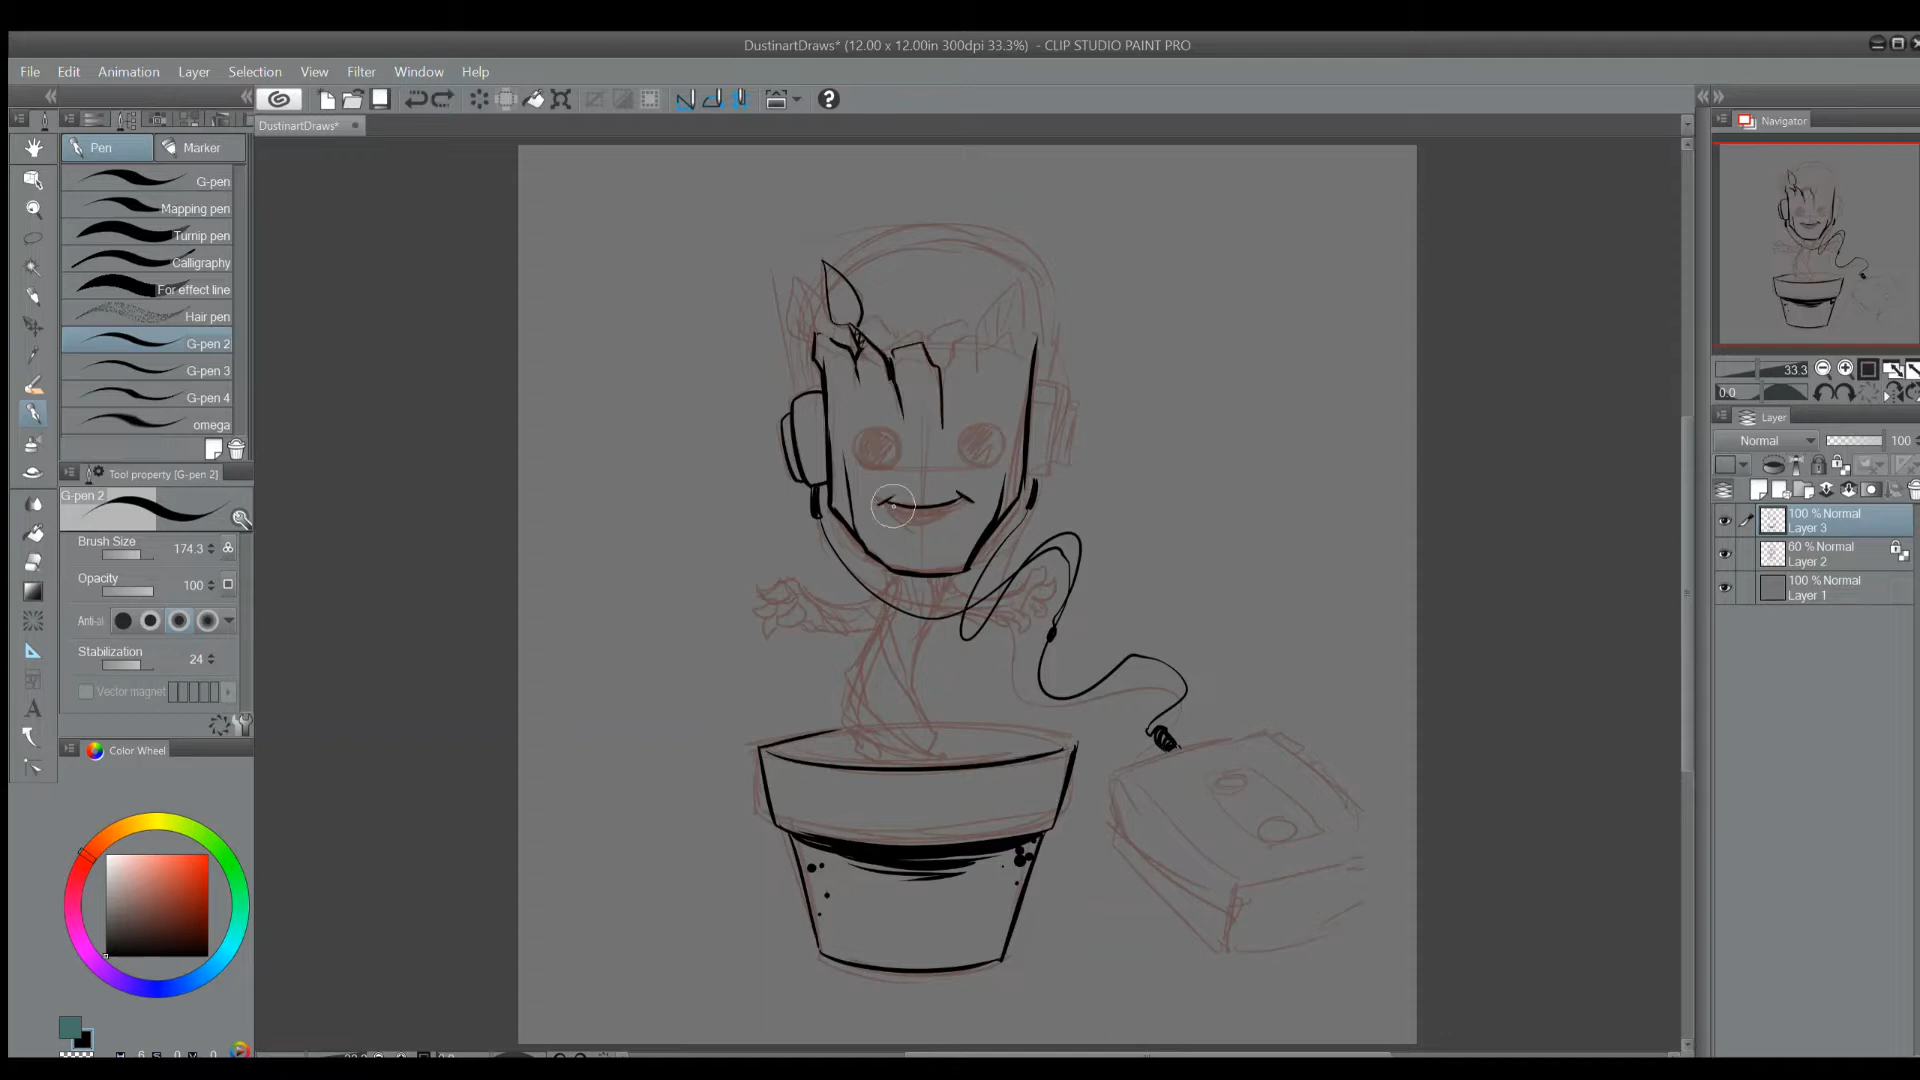 DustinartDraws* (12.00 x 12.00in 300dpi 33.3%) - CLIP STUDIO PAINT PRO
File Edit Animation Layer Selection View Filter Window Help
DustinartDraws*
Navigator
Pen Marker
G-pen
Mapping pen
Turnip pen
Calligraphy
For effect line
Hair pen
G-pen 2
G-pen 3
G-pen 4
omega
Tool property [G-pen 2]
G-pen 2
Brush Size 174.3
Opacity 100
Anti-al
Stabilization 24
Vector magnet
Color Wheel
33.3
0.0
Layer
Normal 100
100 % Normal
Layer 3
60 % Normal
Layer 2
100 % Normal
Layer 1